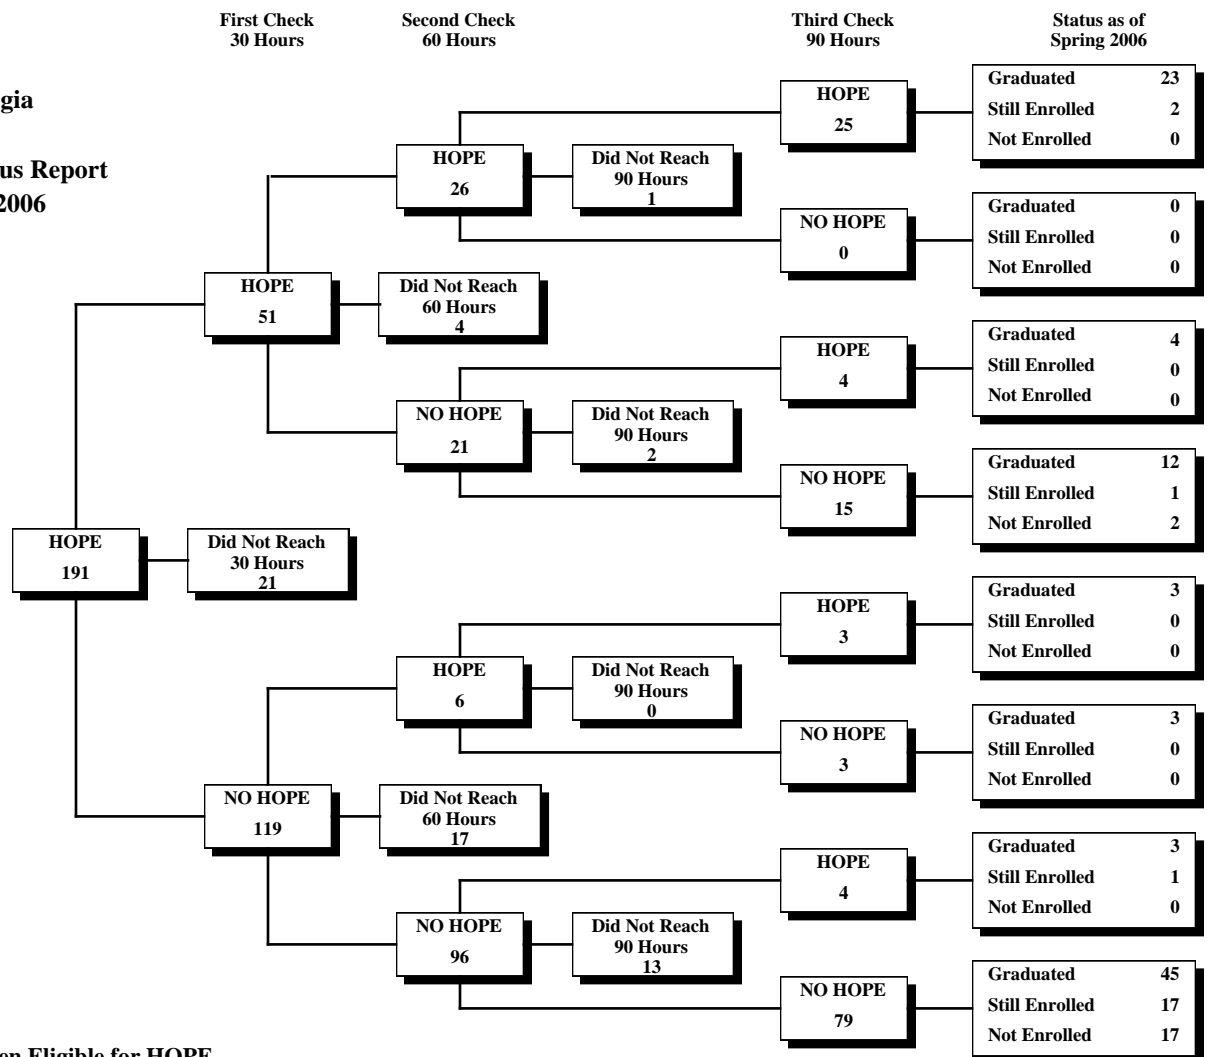 First Check
30 Hours
Second Check
60 Hours
Third Check
90 Hours
Status as of
Spring 2006
gia
us Report
2006
HOPE
191
Did Not Reach
30 Hours
21
HOPE
51
Did Not Reach
60 Hours
4
NO HOPE
119
Did Not Reach
60 Hours
17
HOPE
26
Did Not Reach
90 Hours
1
NO HOPE
21
Did Not Reach
90 Hours
2
HOPE
6
Did Not Reach
90 Hours
0
NO HOPE
96
Did Not Reach
90 Hours
13
HOPE
25
Graduated 23
Still Enrolled 2
Not Enrolled 0
NO HOPE
0
Graduated 0
Still Enrolled 0
Not Enrolled 0
HOPE
4
Graduated 4
Still Enrolled 0
Not Enrolled 0
NO HOPE
15
Graduated 12
Still Enrolled 1
Not Enrolled 2
HOPE
3
Graduated 3
Still Enrolled 0
Not Enrolled 0
NO HOPE
3
Graduated 3
Still Enrolled 0
Not Enrolled 0
HOPE
4
Graduated 3
Still Enrolled 1
Not Enrolled 0
NO HOPE
79
Graduated 45
Still Enrolled 17
Not Enrolled 17
en Eligible for HOPE